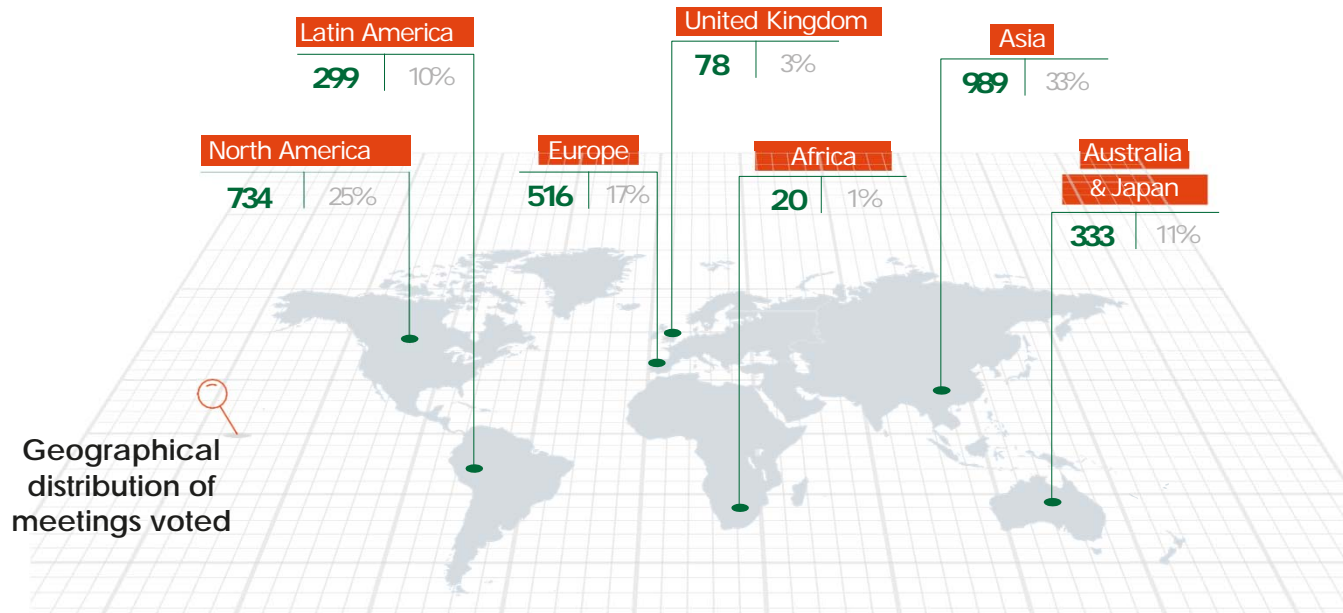 Latin America
299 10%
United Kingdom
78 3%
Asia
989 33%
North America
734 25%
Europe
516 17%
Africa
20 1%
Australia
& Japan
333 11%
Geographical
distribution of
meetings voted